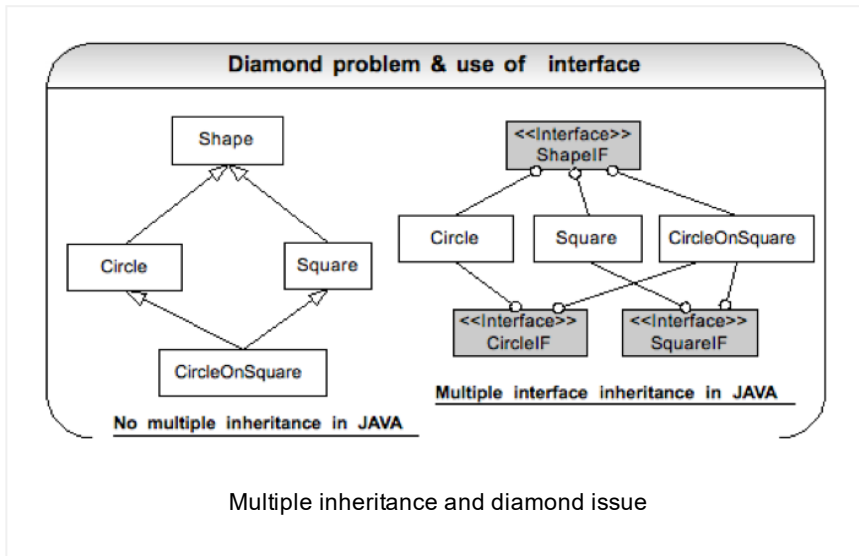 Diamond problem & use of interface
Shape
<<Interface>>
ShapeIF
Circle
Square
Circle
Square
CircleOnSquare
<<Interface>>
CircleIF
<<Interface>>
SquareIF
CircleOnSquare
No multiple inheritance in JAVA
Multiple interface inheritance in JAVA
Multiple inheritance and diamond issue